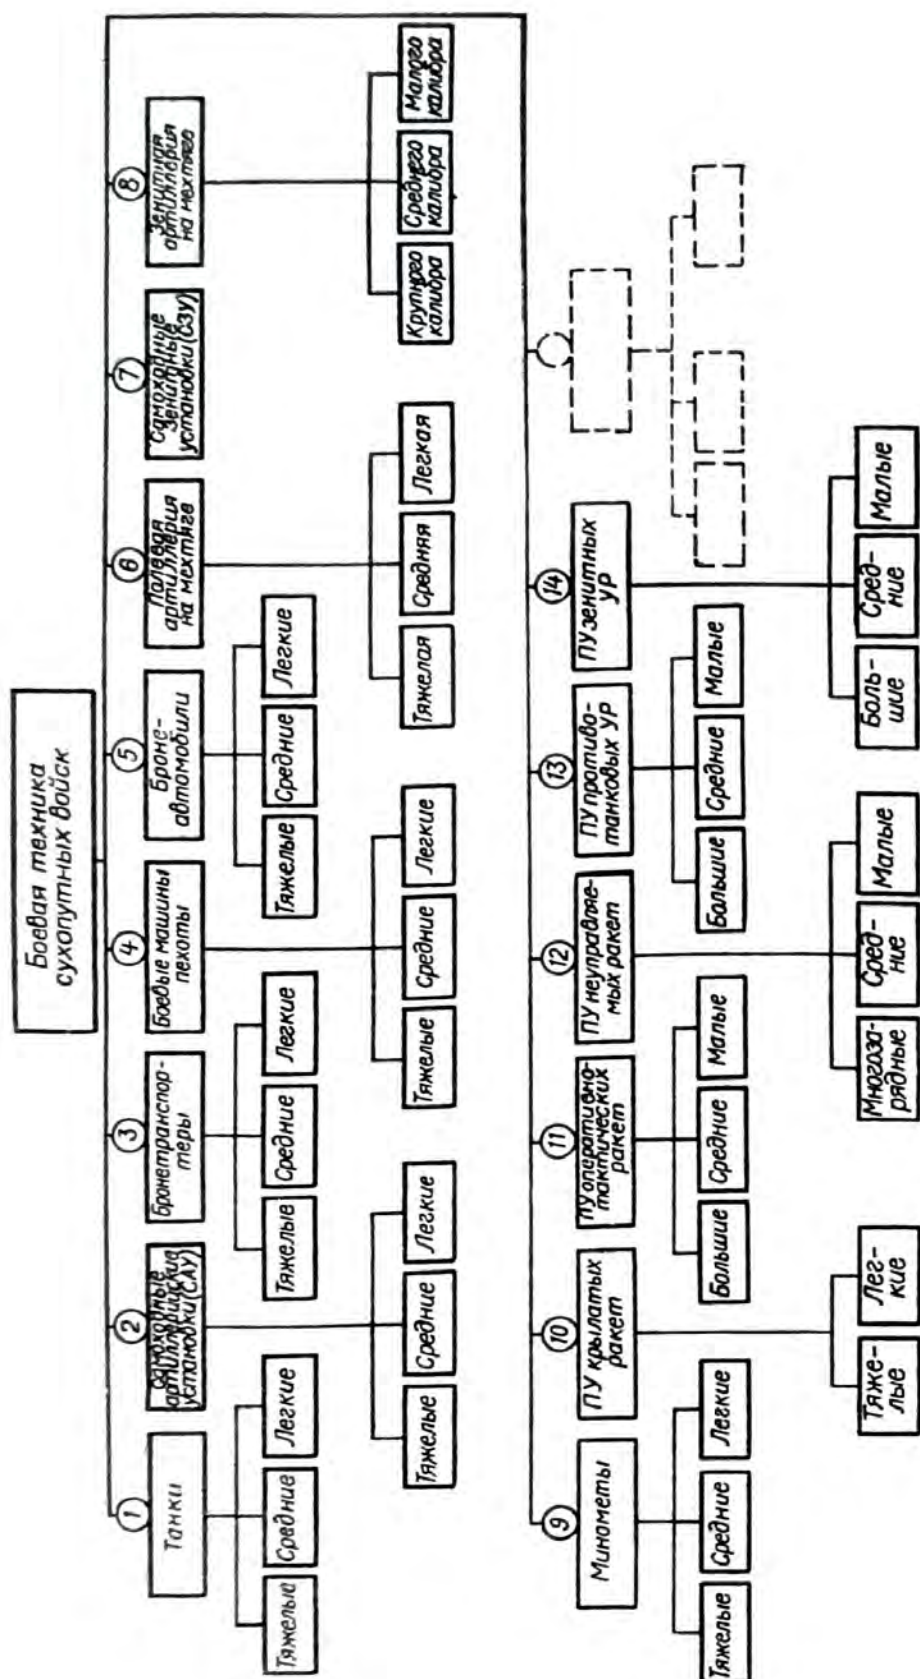 Боевая техника
сухопутных войск
1
Танки
Тяжелые
Средние
Легкие
2
Самоходные
артиллерийские
установки(САУ)
Тяжелые
Средние
Легкие
3
Бронетранспор-
теры
Тяжелые
Средние
Легкие
4
Боевые машины
пехоты
Тяжелые
Средние
Легкие
5
Броне-
автомобили
Тяжелые
Средние
Легкие
6
Полевая
артиллерия
на мехтяге
Тяжелая
Средняя
Легкая
7
Самоходные
зенитные
установки(СЗУ)
8
Зенитная
артиллерия
на мехтяге
Крупного
калибра
Среднего
калибра
Малого
калибра
9
Минометы
Тяжелые
Средние
Легкие
10
ПУ крылатых
ракет
Тяже-
лые
Лег-
кие
11
ПУ оперативно-
тактических
ракет
Большие
Средние
Малые
12
ПУ неуправляе-
мых ракет
Многоза-
рядные
Сред-
ние
Малые
13
ПУ противо-
танковых УР
Большие
Средние
Малые
14
ПУ зенитных
УР
Боль-
шие
Сред-
ние
Малые